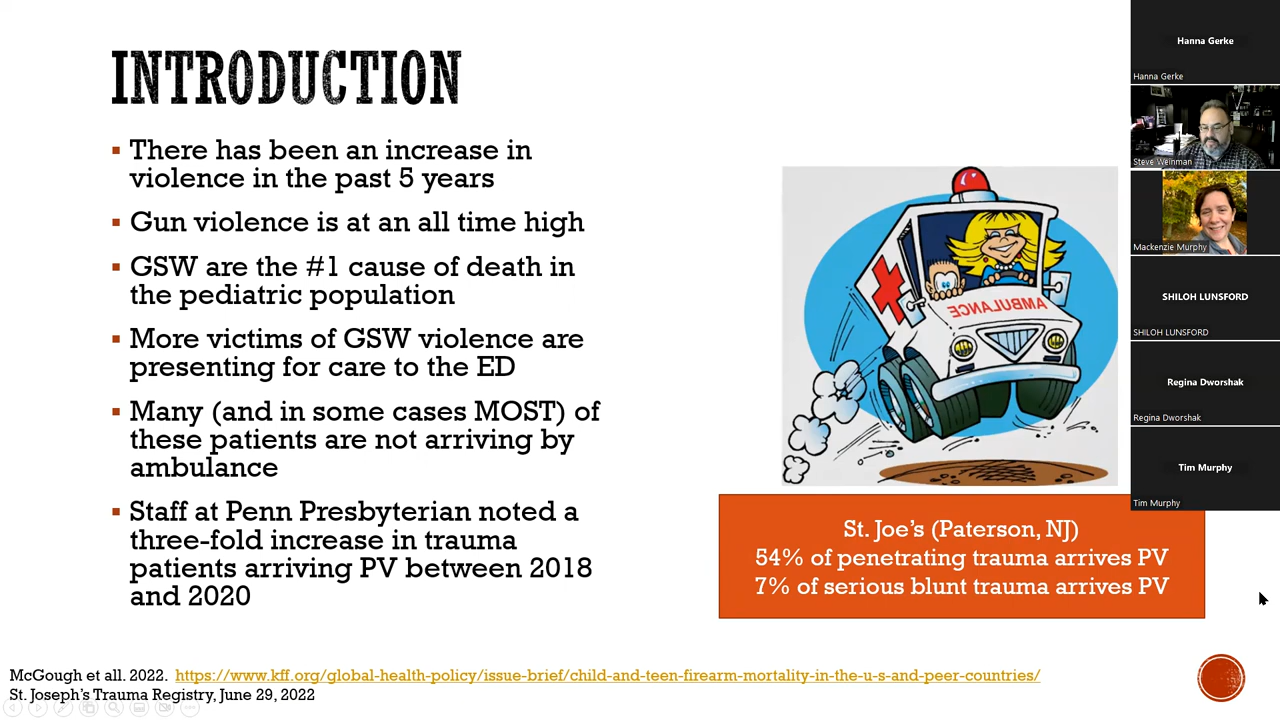 INTRODUCTION
There has been an increase in
violence in the past 5 years
Gun violence is at an all time high
GSW are the #1 cause of death in
the pediatric population
More victims of GSW violence are
presenting for care to the ED
Many (and in some cases MOST) of
these patients are not arriving by
ambulance
Staff at Penn Presbyterian noted a
three-fold increase in trauma
patients arriving PV between 2018
and 2020
AMBULANCE
St. Joe's (Paterson, NJ)
54% of penetrating trauma arrives PV
7% of serious blunt trauma arrives PV
McGough et all. 2022. https://www.kff.org/global-health-policy/issue-brief/child-and-teen-firearm-mortality-in-the-u-s-and-peer-countries/
St. Joseph's Trauma Registry, June 29, 2022
Hanna Gerke
Hanna Gerke
Steve Weinman
Mackenzie Murphy
SHILOH LUNSFORD
SHILOH LUNSFORD
Regina Dworshak
Regina Dworshak
Tim Murphy
Tim Murphy